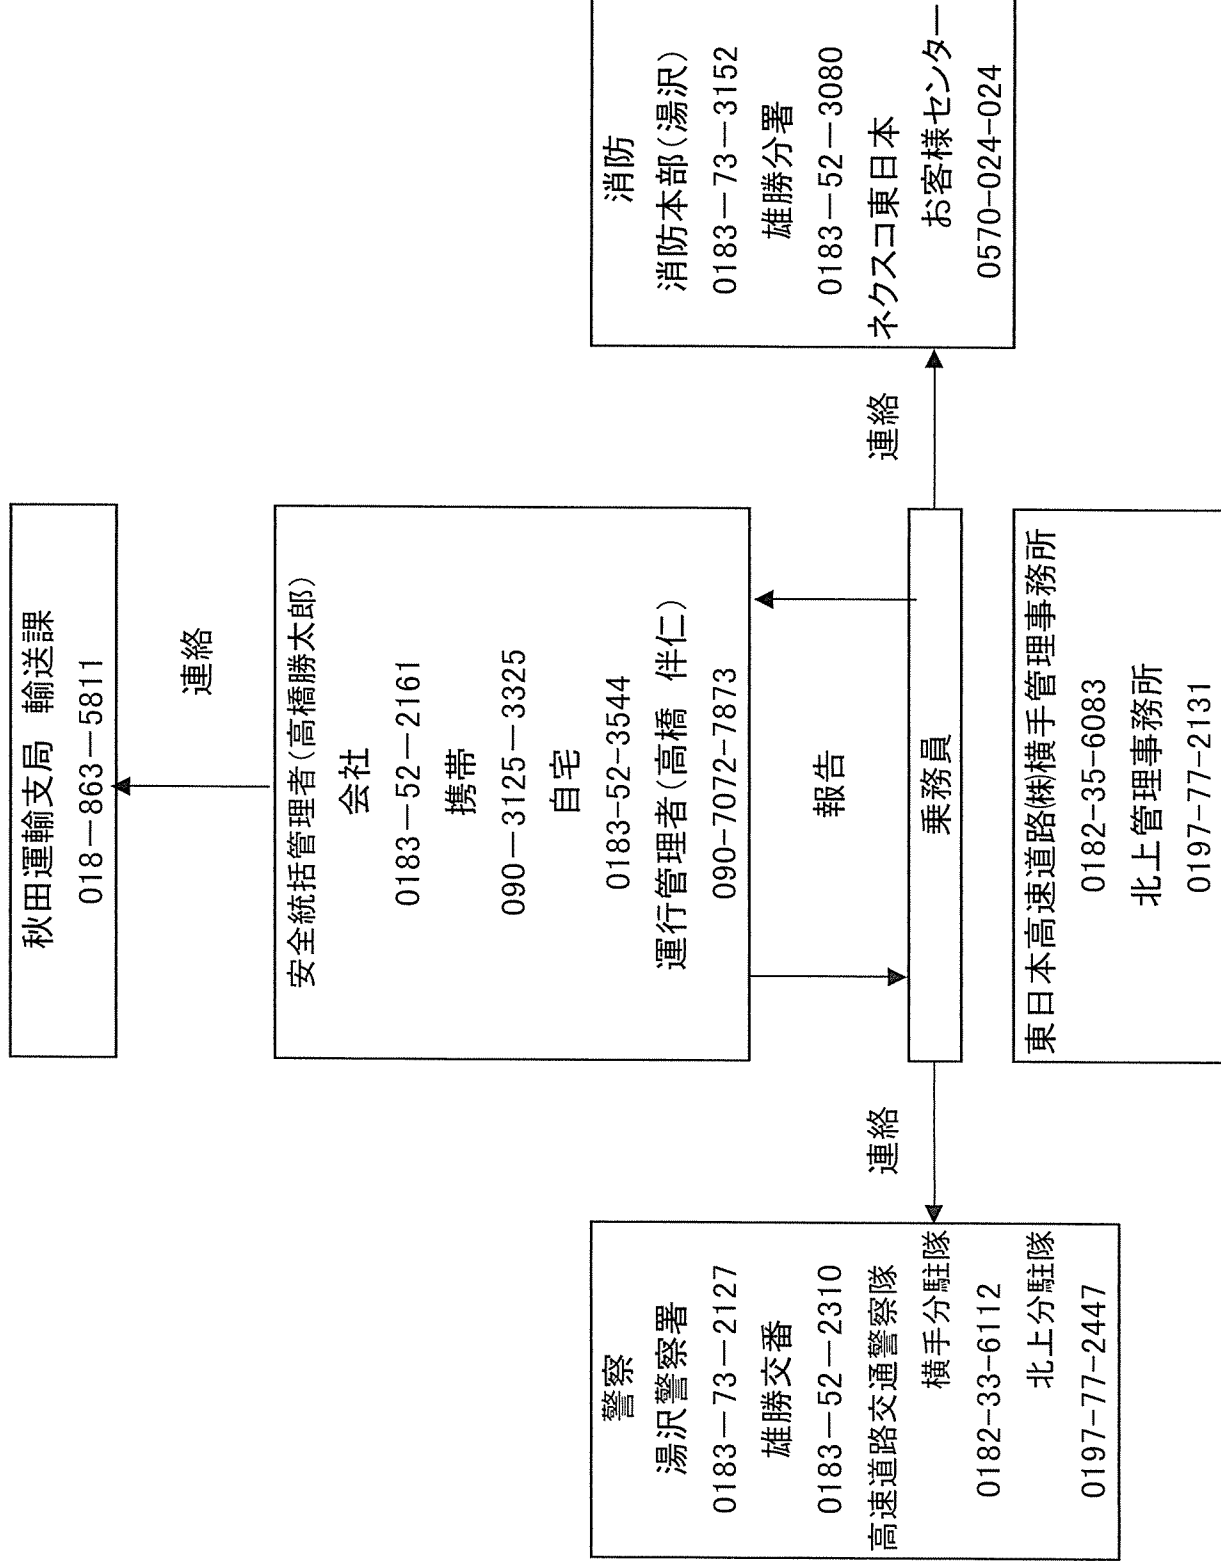 秋田運輸支局　輸送課
018－863－5811
連絡
安全統括管理者（高橋勝太郎）
会社
0183－52－2161
携帯
090－3125－3325
自宅
0183-52-3544
運行管理者（高橋　伴仁）
090-7072-7873
報告
連絡
乗務員
連絡
警察
湯沢警察署
0183－73－2127
雄勝交番
0183－52－2310
高速道路交通警察隊
横手分駐隊
0182-33-6112
北上分駐隊
0197-77-2447
東日本高速道路㈱横手管理事務所
0182-35-6083
北上管理事務所
0197-77-2131
消防
消防本部（湯沢）
0183－73－3152
雄勝分署
0183－52－3080
ネクスコ東日本
お客様センター
0570-024-024